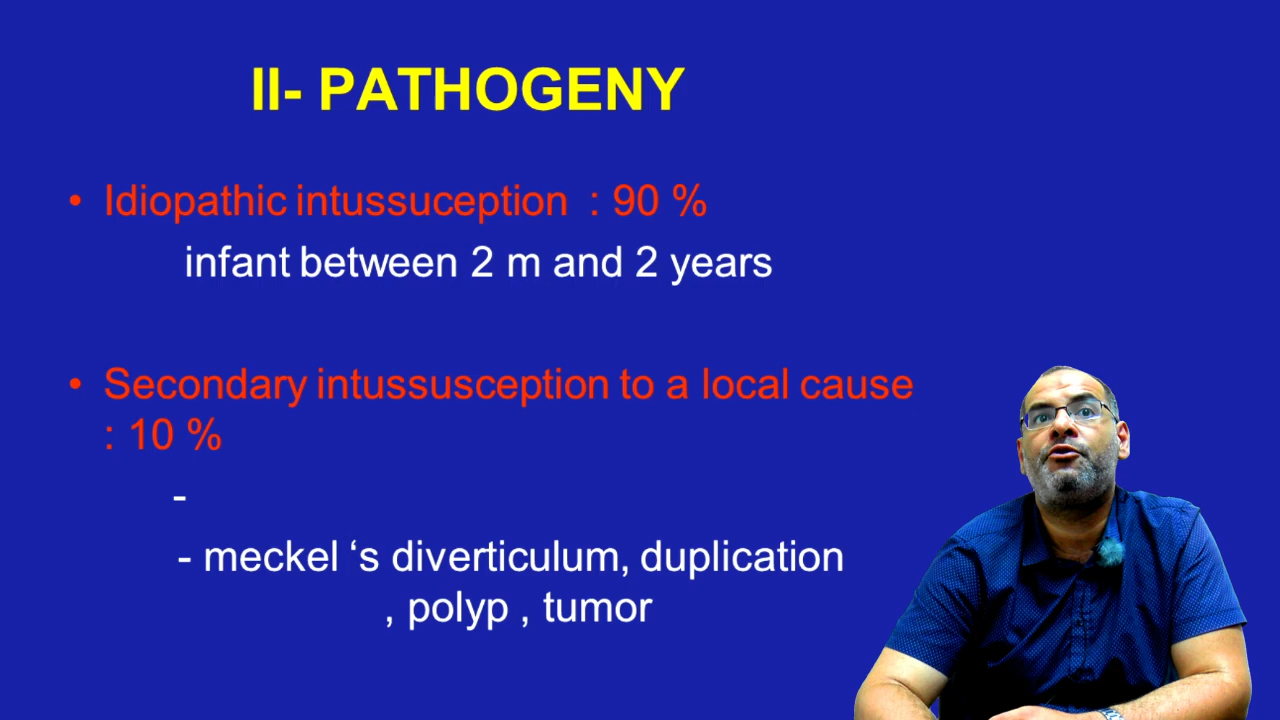 II- PATHOGENY
• Idiopathic intussuception : 90 %
infant between 2 m and 2 years
• Secondary intussusception to a local cause
: 10 %
-
- meckel ‘s diverticulum, duplication
, polyp , tumor